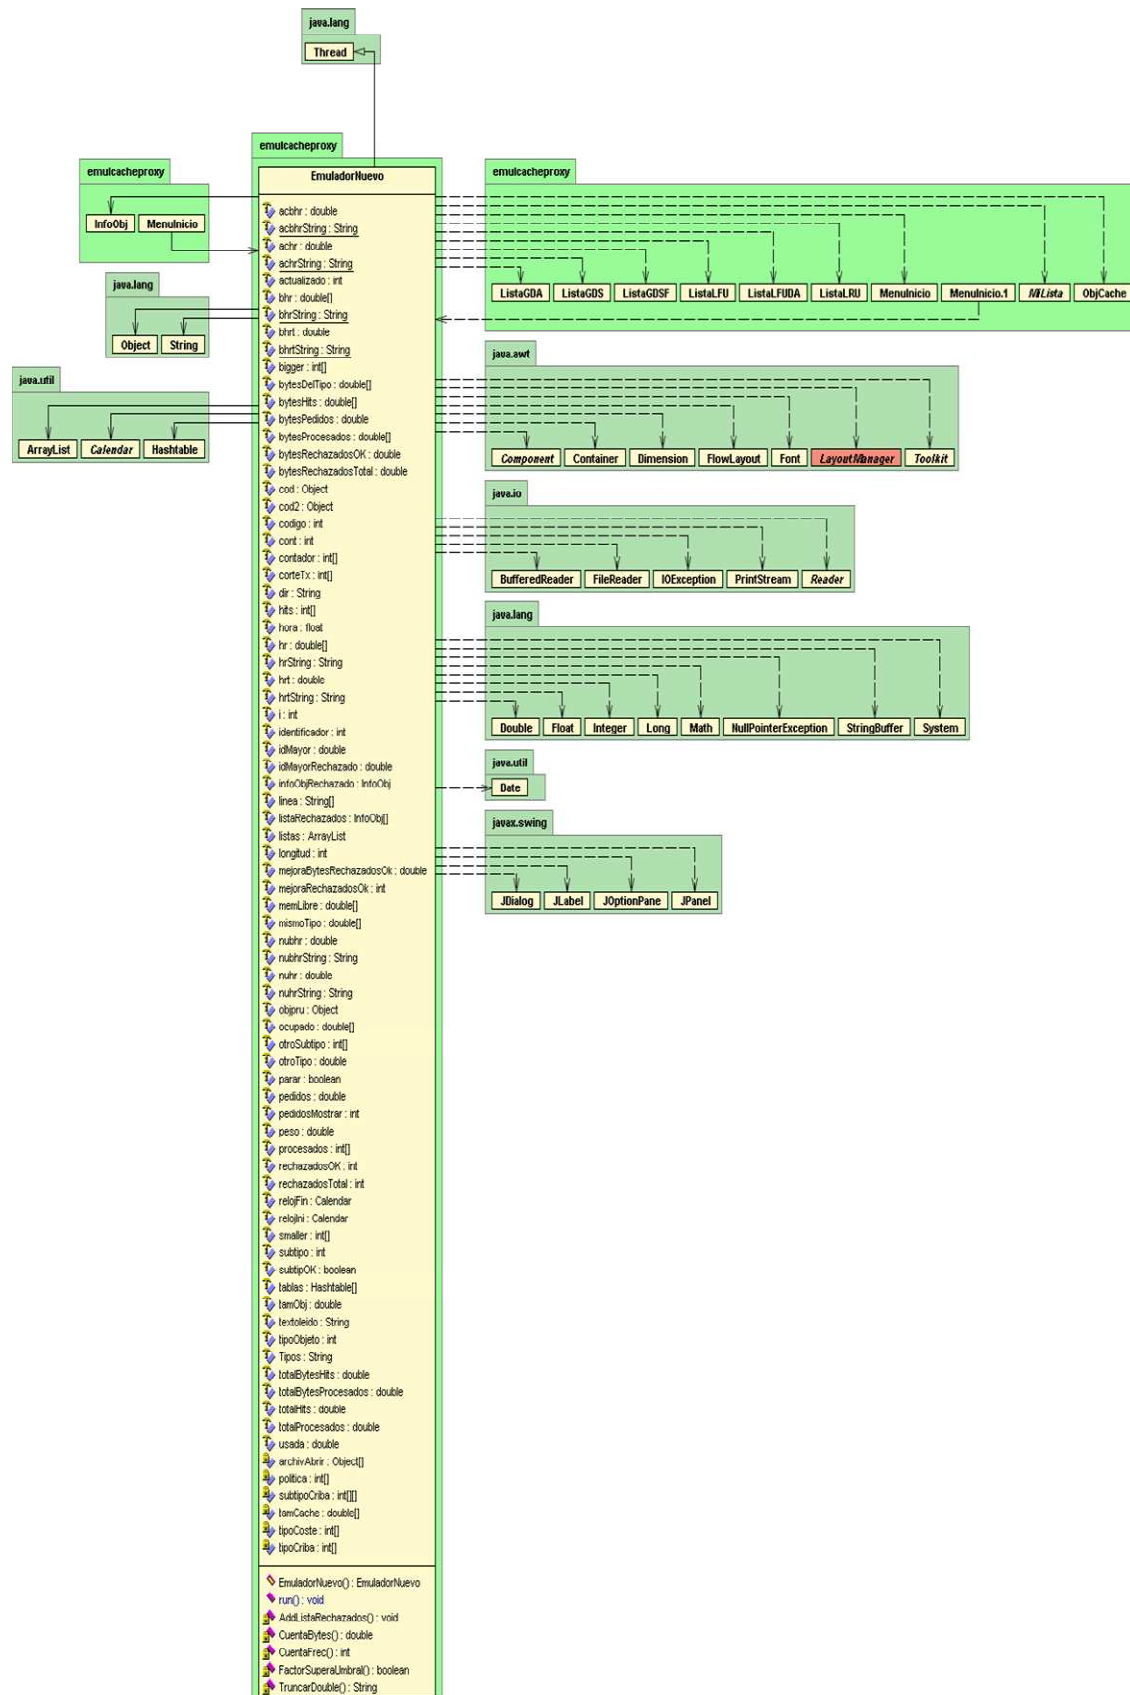 java.lang
Thread
emulcacheproxy
InfoObj
MenuInicio
java.lang
Object
String
java.util
ArrayList
Calendar
Hashtable
emulcacheproxy
EmuladorNuevo
acbhr : double
acbhrString : String
achr : double
achrString : String
actualizado : int
bhr : double[]
bhrString : String
bhrt : double
bhrtString : String
bigger : int[]
bytesDelTipo : double[]
bytesHits : double[]
bytesPedidos : double
bytesProcesados : double[]
bytesRechazadosOK : double
bytesRechazadosTotal : double
cod : Object
cod2 : Object
codigo : int
cont : int
contador : int[]
corteTx : int[]
dir : String
hits : int[]
hora : float
hr : double[]
hrString : String
hrt : double
hrtString : String
i : int
identificador : int
idMayor : double
idMayorRechazado : double
infoObjRechazado : InfoObj
linea : String[]
listaRechazados : InfoObj[]
listas : ArrayList
longitud : int
mejoraBytesRechazadosOk : double
mejoraRechazadosOk : int
memLibre : double[]
mismoTipo : double[]
nubhr : double
nubhrString : String
nuhr : double
nuhrString : String
objpru : Object
ocupado : double[]
otroSubtipo : int[]
otroTipo : double
parar : boolean
pedidos : double
pedidosMostrar : int
peso : double
procesados : int[]
rechazadosOK : int
rechazadosTotal : int
relojFin : Calendar
relojIni : Calendar
smaller : int[]
subtipo : int
subtipOK : boolean
tablas : Hashtable[]
tamObj : double
textoleido : String
tipoObjeto : int
Tipos : String
totalBytesHits : double
totalBytesProcesados : double
totalHits : double
totalProcesados : double
usada : double
archivAbrir : Object[]
politica : int[]
subtipoCriba : int[][]
tamCache : double[]
tipoCoste : int[]
tipoCriba : int[]
EmuladorNuevo() : EmuladorNuevo
run() : void
AddListaRechazados() : void
CuentaBytes() : double
CuentaFrec() : int
FactorSuperaUmbral() : boolean
TruncarDouble() : String
emulcacheproxy
ListaGDA
ListaGDS
ListaGDSF
ListaLFU
ListaLFUDA
ListaLRU
MenuInicio
MenuInicio.1
MiLista
ObjCache
java.awt
Component
Container
Dimension
FlowLayout
Font
LayoutManager
Toolkit
java.io
BufferedReader
FileReader
IOException
PrintStream
Reader
java.lang
Double
Float
Integer
Long
Math
NullPointerException
StringBuffer
System
java.util
Date
javax.swing
JDialog
JLabel
JOptionPane
JPanel